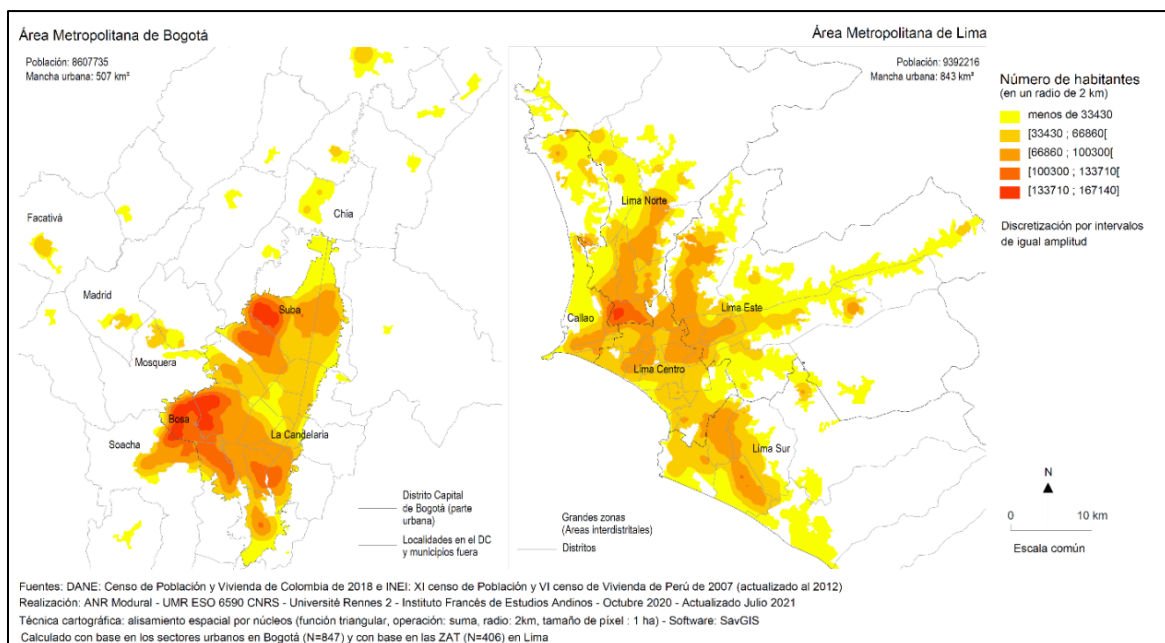 Área Metropolitana de Bogotá
Población: 8607735
Mancha urbana: 507 km²
Facativá
Chía
Madrid
Suba
Mosquera
Bosa
La Candelaria
Soacha
Distrito Capital
de Bogotá (parte
urbana)
Localidades en el DC
y municipios fuera
Área Metropolitana de Lima
Población: 9392216
Mancha urbana: 843 km²
Lima Norte
Callao
Lima Este
Lima Centro
Lima Sur
Grandes zonas
(Áreas interdistritales)
Distritos
Número de habitantes
(en un radio de 2 km)
menos de 33430
[33430 ; 66860[
[66860 ; 100300[
[100300 ; 133710[
[133710 ; 167140]
Discretización por intervalos
de igual amplitud
N
0 10 km
Escala común
Fuentes: DANE: Censo de Población y Vivienda de Colombia de 2018 e INEI: XI censo de Población y VI censo de Vivienda de Perú de 2007 (actualizado al 2012)
Realización: ANR Modural - UMR ESO 6590 CNRS - Université Rennes 2 - Instituto Francés de Estudios Andinos - Octubre 2020 - Actualizado Julio 2021
Técnica cartográfica: alisamiento espacial por núcleos (función triangular, operación: suma, radio: 2km, tamaño de píxel : 1 ha) - Software: SavGIS
Calculado con base en los sectores urbanos en Bogotá (N=847) y con base en las ZAT (N=406) en Lima